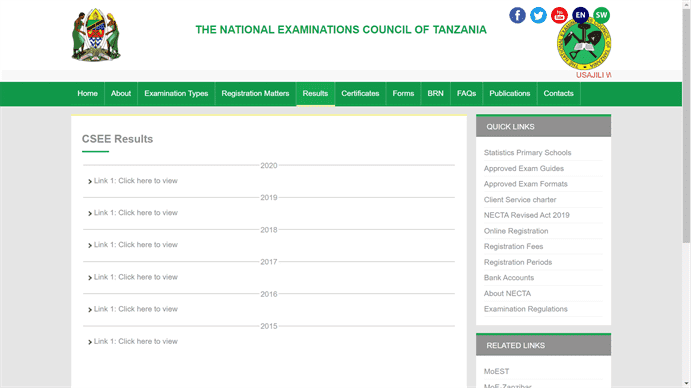 THE NATIONAL EXAMINATIONS COUNCIL OF TANZANIA
You
Tube
EN
SW
USAJILI
Home
About
Examination Types
Registration Matters
Results
Certificates
Forms
BRN
FAQs
Publications
Contacts
CSEE Results
2020
Link 1: Click here to view
2019
Link 1: Click here to view
2018
Link 1: Click here to view
2017
Link 1: Click here to view
2016
Link 1: Click here to view
2015
Link 1: Click here to view
QUICK LINKS
Statistics Primary Schools
Approved Exam Guides
Approved Exam Formats
Client Service charter
NECTA Revised Act 2019
Online Registration
Registration Fees
Registration Periods
Bank Accounts
About NECTA
Examination Regulations
RELATED LINKS
MoEST